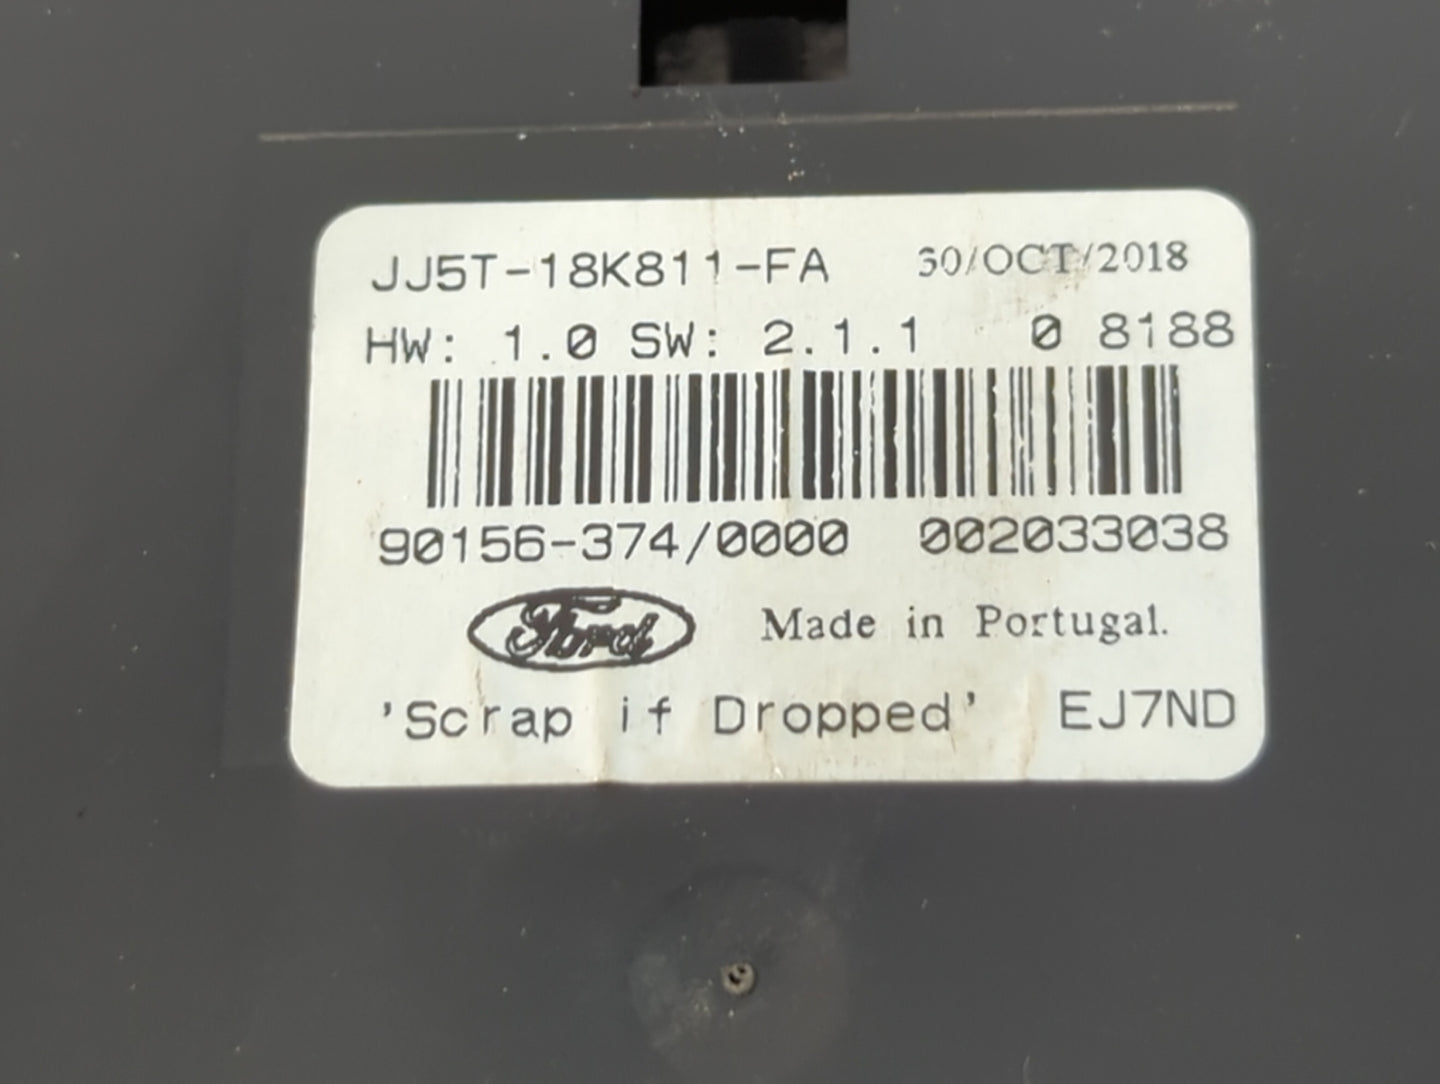 JJ5T-18K811-FA 30/OCT/2018
HW: 1.0 SW: 2.1.1 0 8188
90156-374/0000 002033038
Ford Made in Portugal.
'Scrap if Dropped' EJ7ND